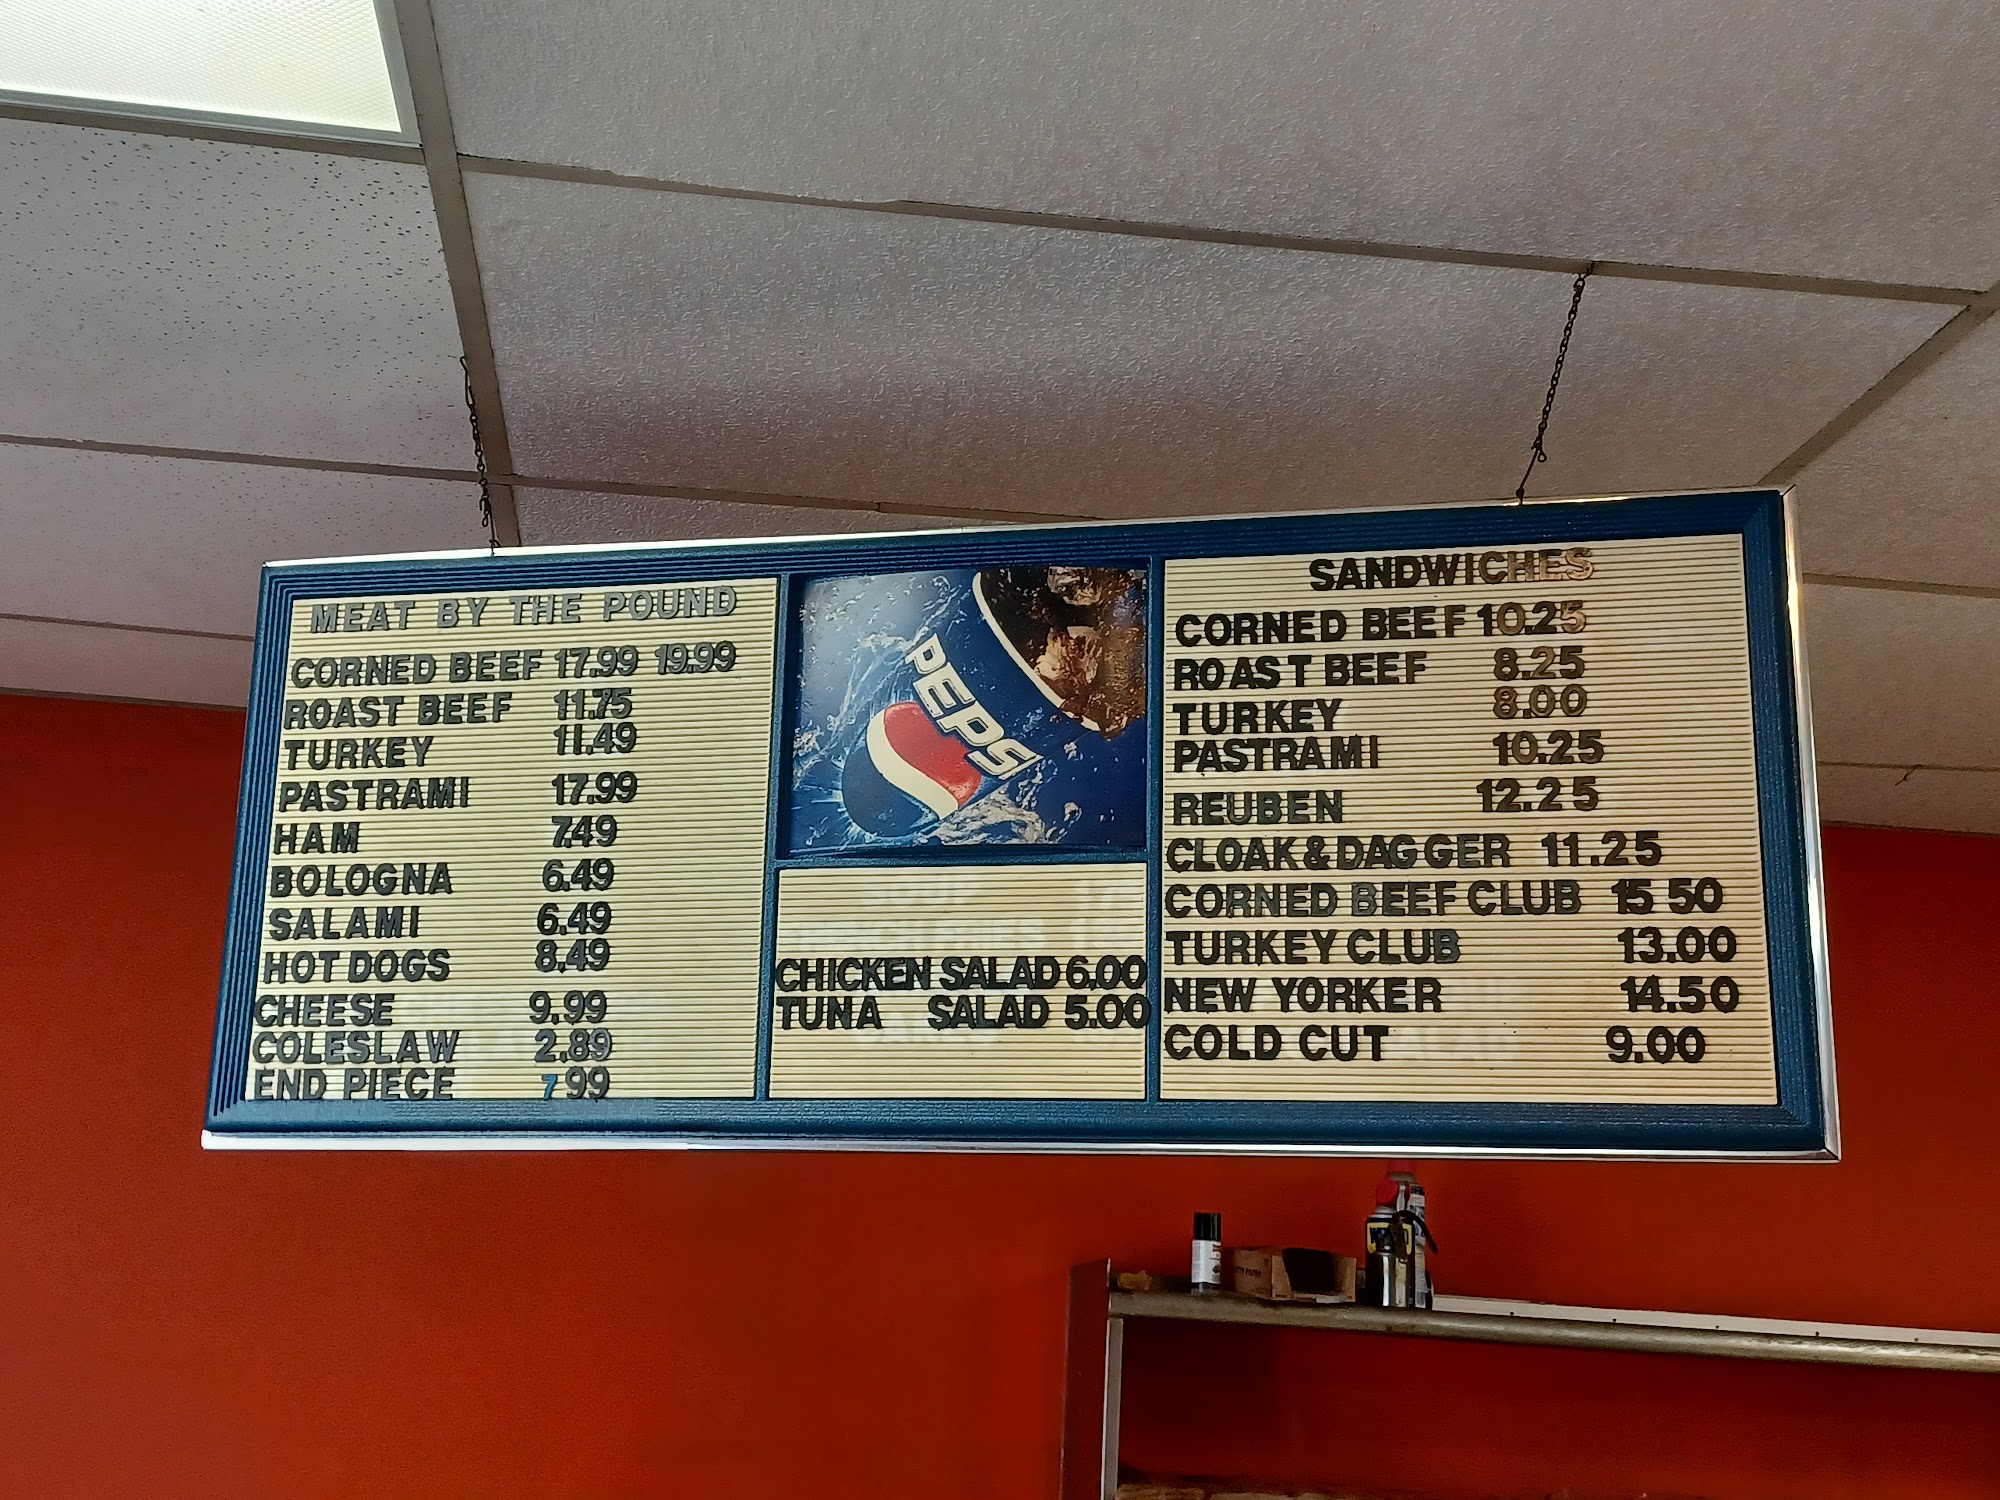 MEAT BY THE POUND
CORNED BEEF 17.99 19.99
ROAST BEEF 11.75
TURKEY 11.49
PASTRAMI 17.99
HAM 7.49
BOLOGNA 6.49
SALAMI 6.49
HOT DOGS 8.49
CHEESE 9.99
COLESLAW 2.89
END PIECE 7 99
PEPSI
CHICKEN SALAD 6.00
TUNA SALAD 5.00
SANDWICHES
CORNED BEEF 10.25
ROAST BEEF 8.25
TURKEY 8.00
PASTRAMI 10.25
REUBEN 12.25
CLOAK & DAGGER 11.25
CORNED BEEF CLUB 15 50
TURKEY CLUB 13.00
NEW YORKER 14.50
COLD CUT 9.00